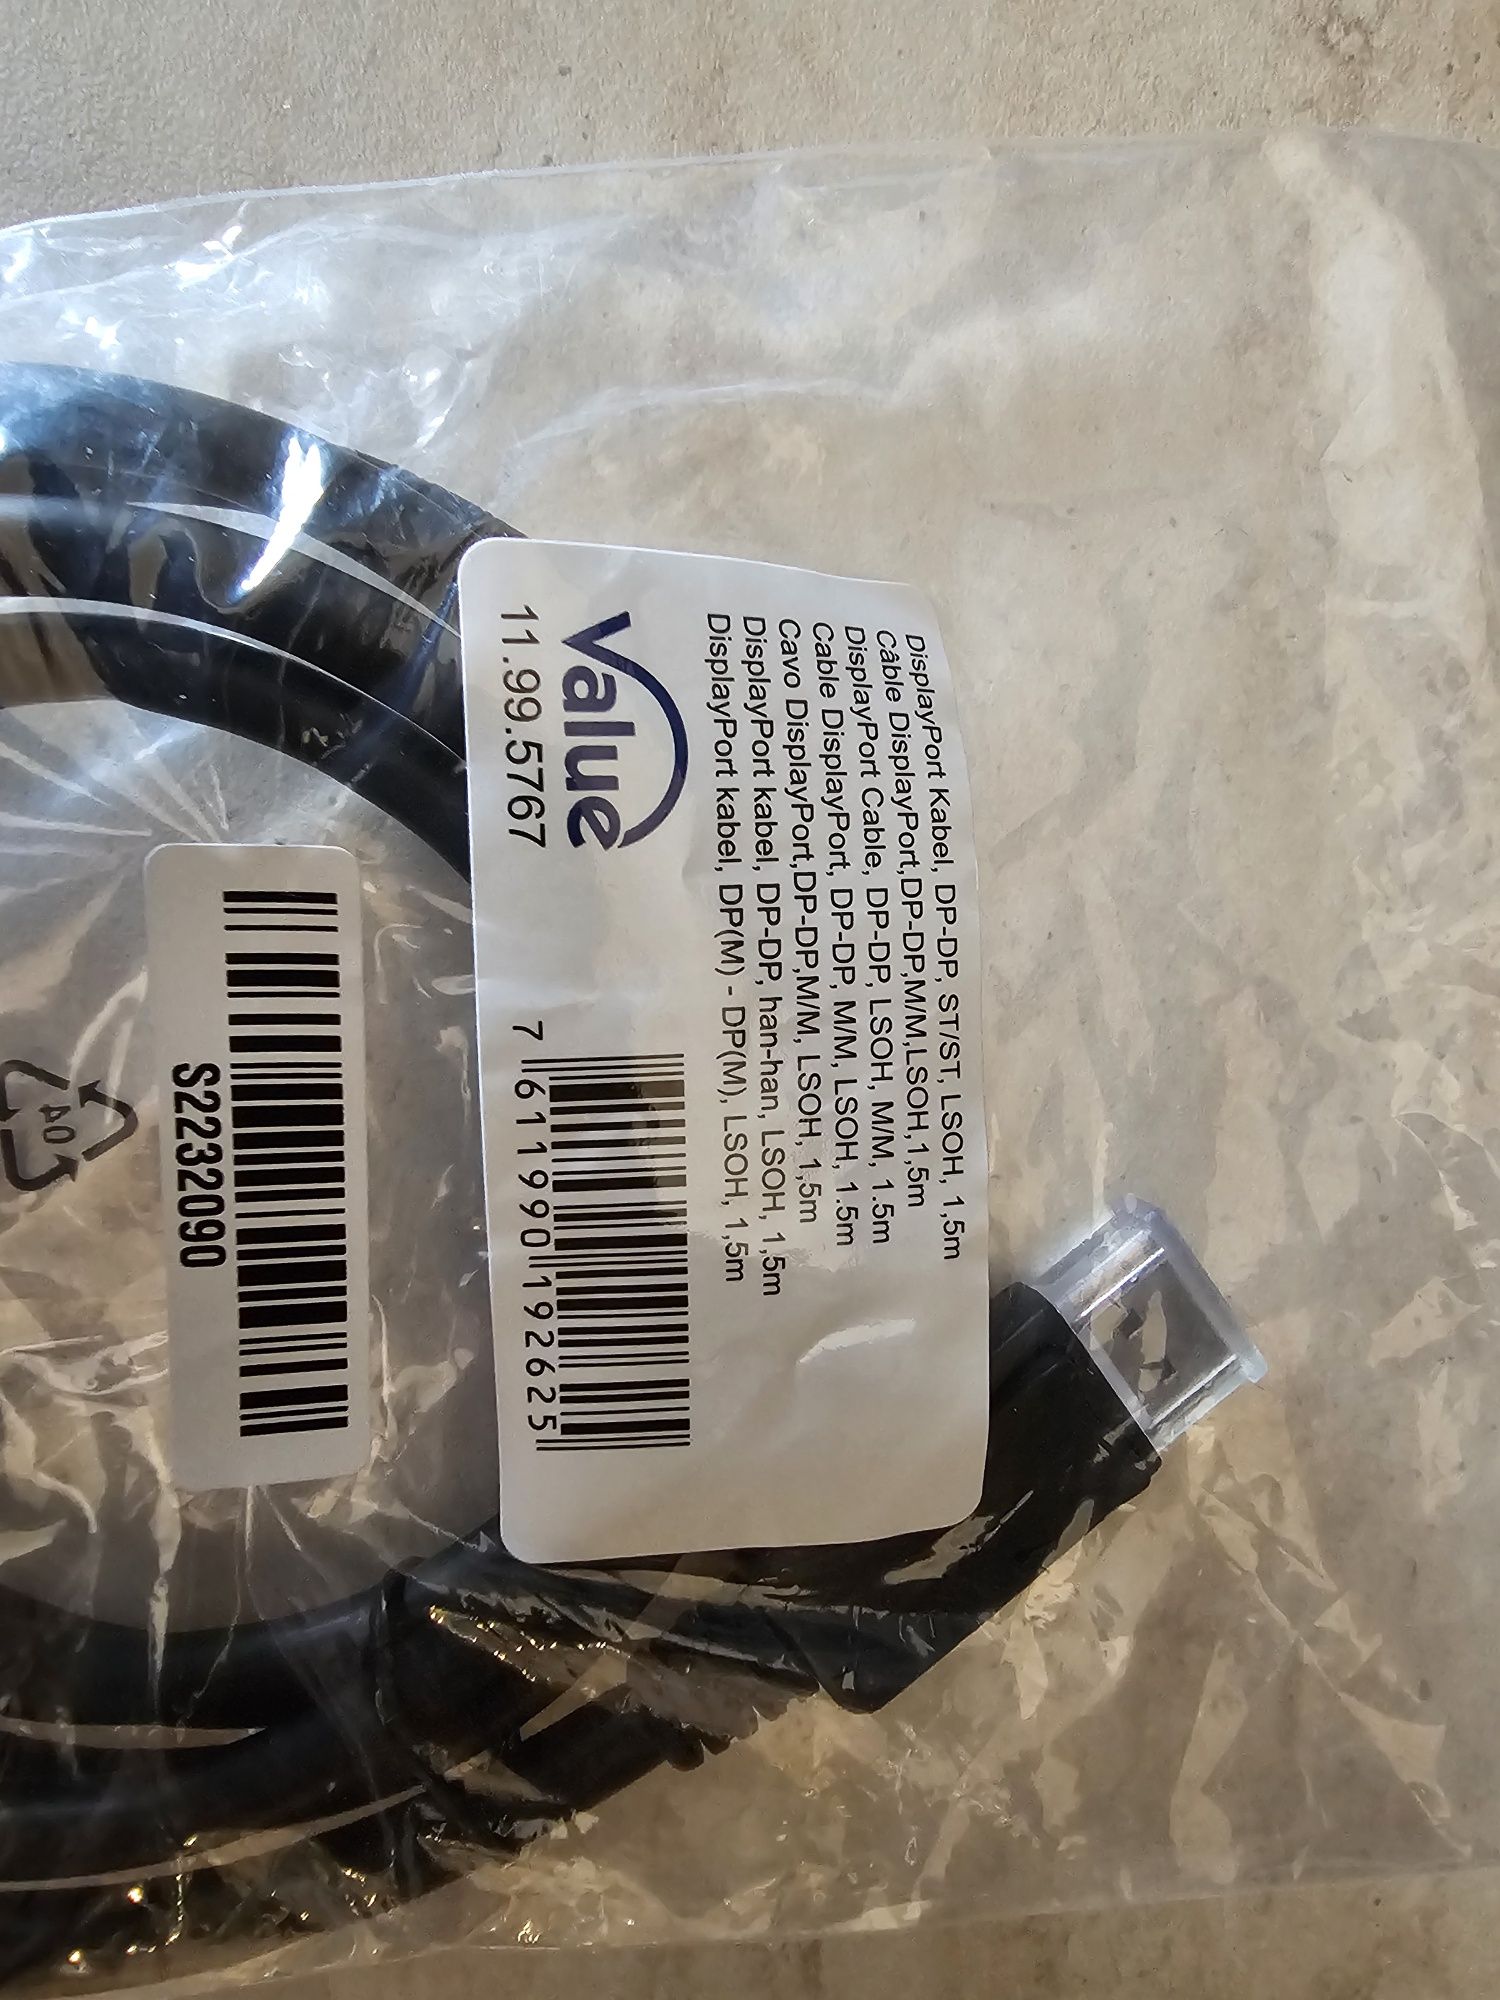 DisplayPort Kabel, DP-DP, ST/ST, LSOH, 1,5m
Câble DisplayPort,DP-DP,M/M,LSOH,1,5m
DisplayPort Cable, DP-DP, LSOH, M/M, 1.5m
Cable DisplayPort, DP-DP, M/M, LSOH, 1.5m
Cavo DisplayPort,DP-DP,M/M, LSOH, 1,5m
DisplayPort kabel, DP-DP, han-han, LSOH, 1,5m
DisplayPort kabel, DP(M) - DP(M), LSOH, 1,5m
Value
11.99.5767
7 611990 192625
S2232090
04